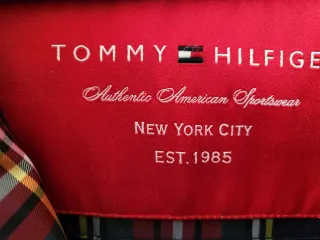 TOMMY HILFIGE
Authentic American Sportswear
NEW YORK CITY
EST. 1985